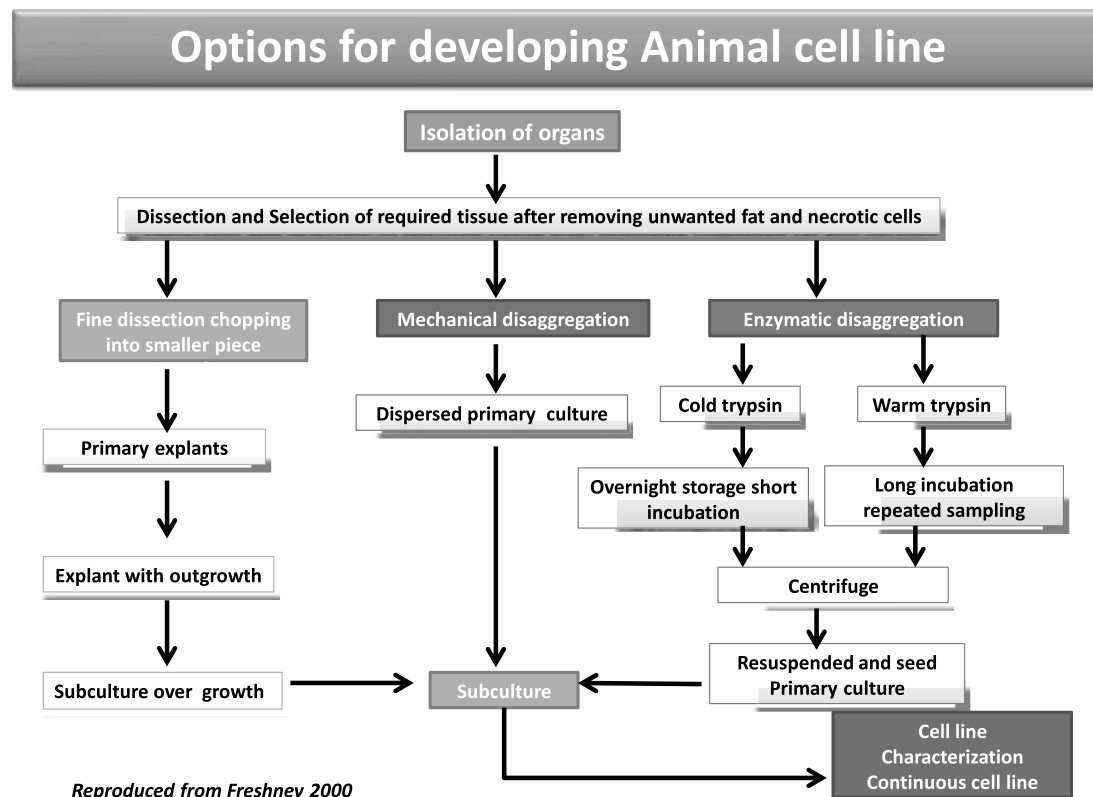 Options for developing Animal cell line
Isolation of organs
Dissection and Selection of required tissue after removing unwanted fat and necrotic cells
Fine dissection chopping
into smaller piece
Mechanical disaggregation
Enzymatic disaggregation
Cold trypsin
Warm trypsin
Dispersed primary culture
Primary explants
Overnight storage short
incubation
Long incubation
repeated sampling
Explant with outgrowth
Centrifuge
Subculture over growth
Subculture
Resuspended and seed
Primary culture
Cell line
Characterization
Continuous cell line
Reproduced from Freshney 2000